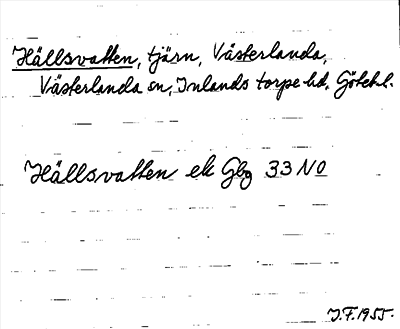 Hällsvatten, tjärn, Västerlanda,
Västerlanda sn, Inlands torpe hd, Götebl.
Hällsvatten ek Gbg 33 NO
J.F. 1955.